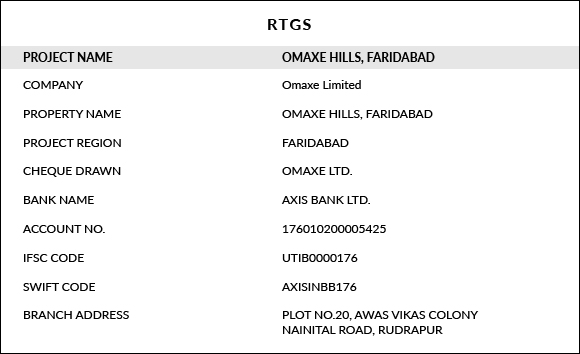 RTGS
PROJECT NAME OMAXE HILLS, FARIDABAD
COMPANY Omaxe Limited
PROPERTY NAME OMAXE HILLS, FARIDABAD
PROJECT REGION FARIDABAD
CHEQUE DRAWN OMAXE LTD.
BANK NAME AXIS BANK LTD.
ACCOUNT NO. 176010200005425
IFSC CODE UTIB0000176
SWIFT CODE AXISINBB176
BRANCH ADDRESS PLOT NO.20, AWAS VIKAS COLONY
NAINITAL ROAD, RUDRAPUR